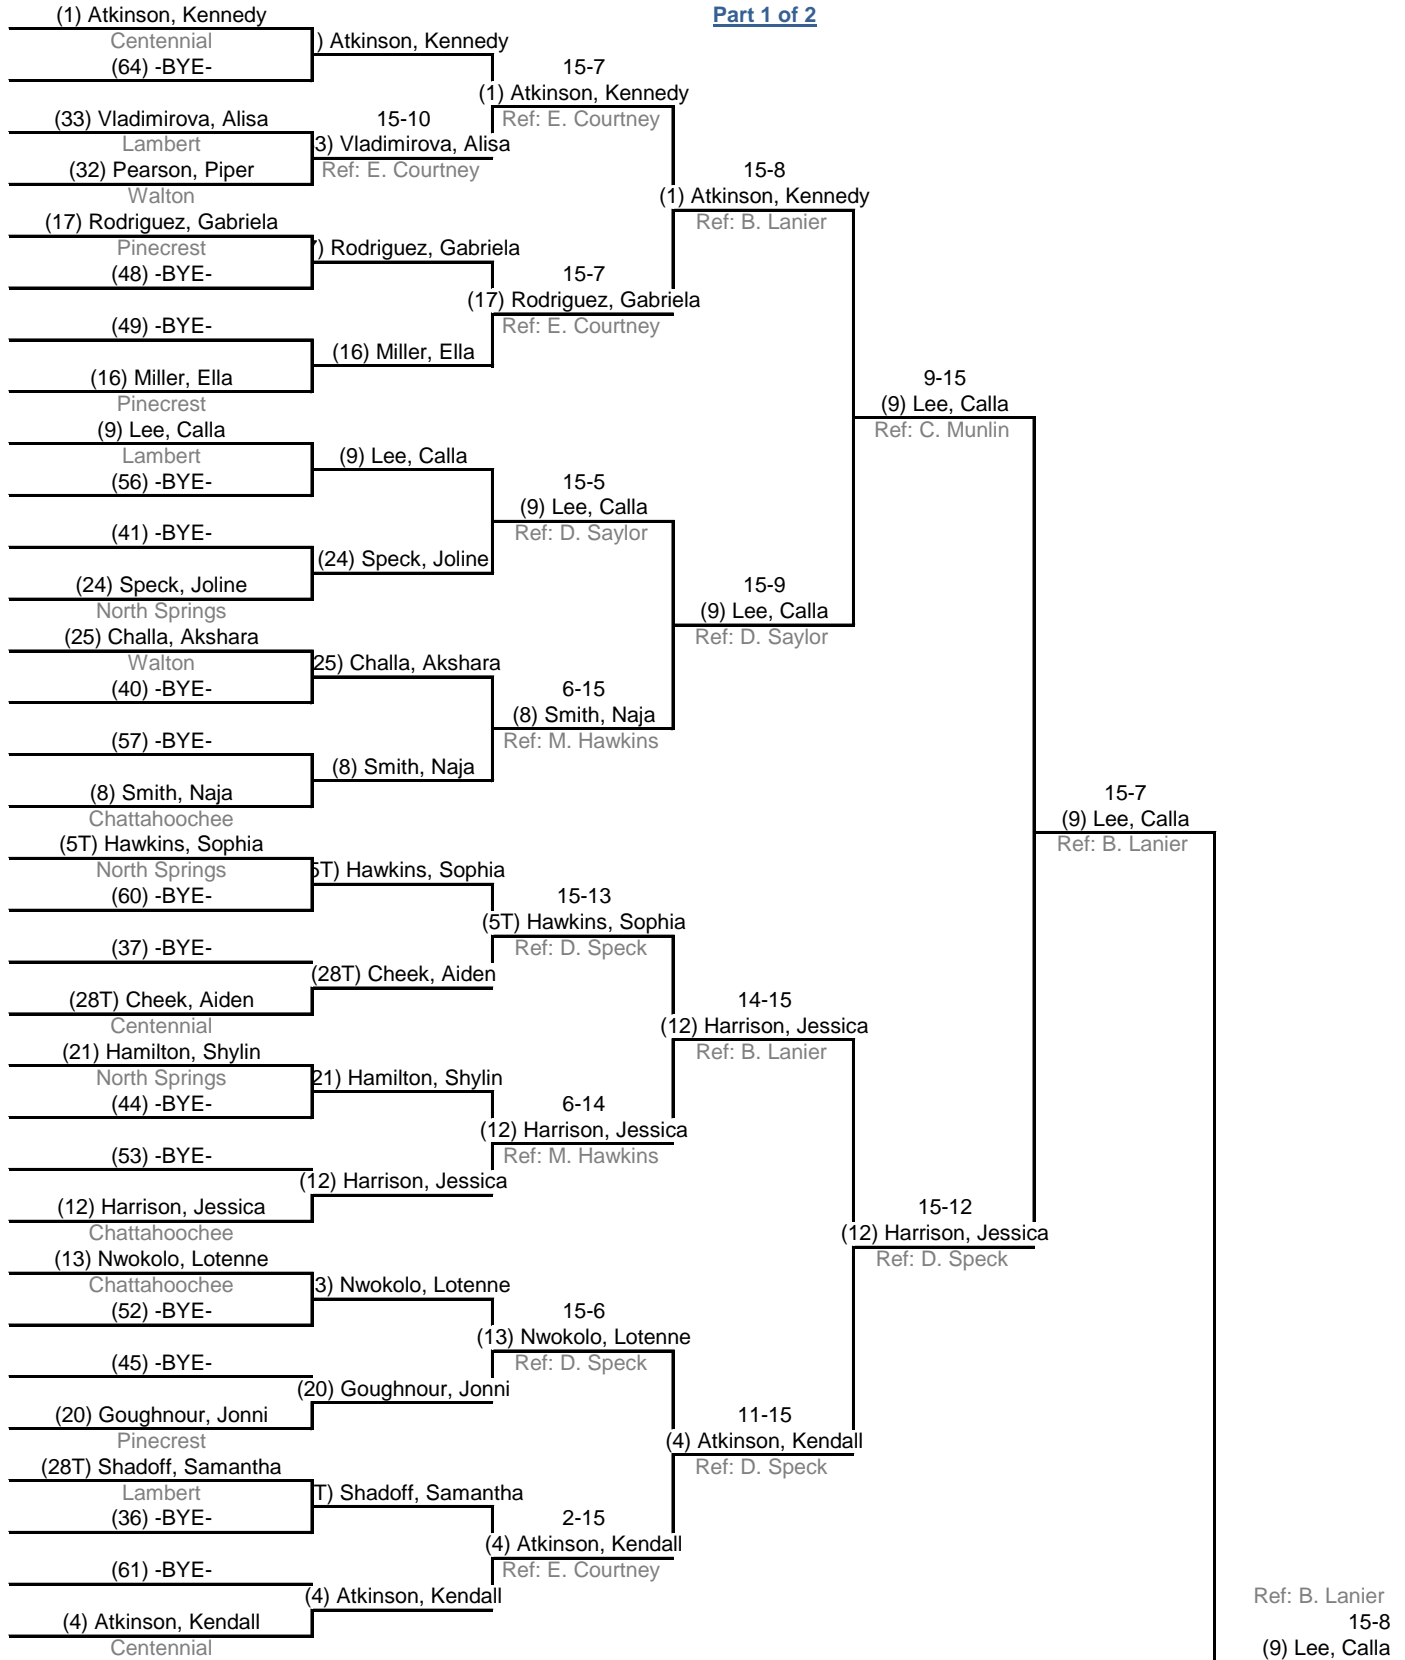 Part 1 of 2
(1) Atkinson, Kennedy
Centennial
(64) -BYE-
(33) Vladimirova, Alisa
Lambert
(32) Pearson, Piper
Walton
(17) Rodriguez, Gabriela
Pinecrest
(48) -BYE-
(49) -BYE-
(16) Miller, Ella
Pinecrest
(9) Lee, Calla
Lambert
(56) -BYE-
(41) -BYE-
(24) Speck, Joline
North Springs
(25) Challa, Akshara
Walton
(40) -BYE-
(57) -BYE-
(8) Smith, Naja
Chattahoochee
(5T) Hawkins, Sophia
North Springs
(60) -BYE-
(37) -BYE-
(28T) Cheek, Aiden
Centennial
(21) Hamilton, Shylin
North Springs
(44) -BYE-
(53) -BYE-
(12) Harrison, Jessica
Chattahoochee
(13) Nwokolo, Lotenne
Chattahoochee
(52) -BYE-
(45) -BYE-
(20) Goughnour, Jonni
Pinecrest
(28T) Shadoff, Samantha
Lambert
(36) -BYE-
(61) -BYE-
(4) Atkinson, Kendall
Centennial
) Atkinson, Kennedy
15-10
3) Vladimirova, Alisa
Ref: E. Courtney
) Rodriguez, Gabriela
(16) Miller, Ella
(9) Lee, Calla
(24) Speck, Joline
25) Challa, Akshara
(8) Smith, Naja
5T) Hawkins, Sophia
(28T) Cheek, Aiden
21) Hamilton, Shylin
(12) Harrison, Jessica
3) Nwokolo, Lotenne
(20) Goughnour, Jonni
T) Shadoff, Samantha
(4) Atkinson, Kendall
15-7
(1) Atkinson, Kennedy
Ref: E. Courtney
15-7
(17) Rodriguez, Gabriela
Ref: E. Courtney
15-5
(9) Lee, Calla
Ref: D. Saylor
6-15
(8) Smith, Naja
Ref: M. Hawkins
15-13
(5T) Hawkins, Sophia
Ref: D. Speck
6-14
(12) Harrison, Jessica
Ref: M. Hawkins
15-6
(13) Nwokolo, Lotenne
Ref: D. Speck
2-15
(4) Atkinson, Kendall
Ref: E. Courtney
15-8
(1) Atkinson, Kennedy
Ref: B. Lanier
15-9
(9) Lee, Calla
Ref: D. Saylor
14-15
(12) Harrison, Jessica
Ref: B. Lanier
11-15
(4) Atkinson, Kendall
Ref: D. Speck
9-15
(9) Lee, Calla
Ref: C. Munlin
15-12
(12) Harrison, Jessica
Ref: D. Speck
15-7
(9) Lee, Calla
Ref: B. Lanier
Ref: B. Lanier
15-8
(9) Lee, Calla